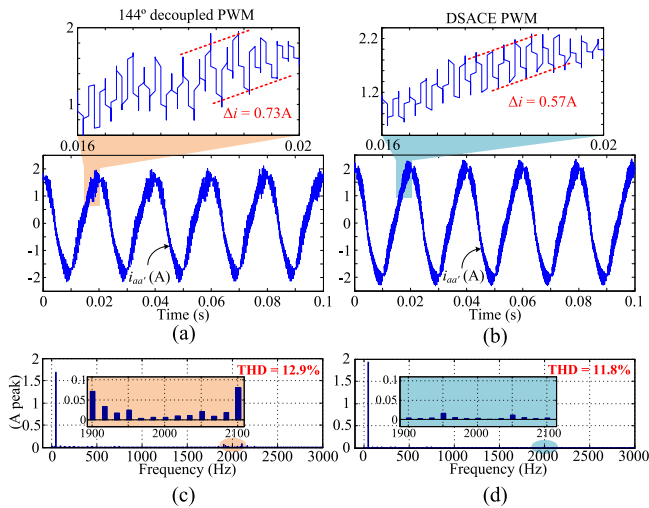 144º decoupled PWM
DSACE PWM
(a)
2
1.6
1
Δi = 0.73A
0.016
0.02
(b)
2.2
1.2
Δi = 0.57A
0.016
0.02
2
1
0
-1
-2
iaa' (A)
0 0.02 0.04 0.06 0.08 0.1
Time (s)
(a)
2
1
0
-1
-2
iaa' (A)
0 0.02 0.04 0.06 0.08 0.1
Time (s)
(b)
(A peak)
2
1.5
1
0.5
0
THD = 12.9%
0.1
0.05
0
1900 2000 2100
0 500 1000 1500 2000 2500 3000
Frequency (Hz)
(c)
2
1.5
1
0.5
0
THD = 11.8%
0.1
0.05
0
1900 2000 2100
0 500 1000 1500 2000 2500 3000
Frequency (Hz)
(d)